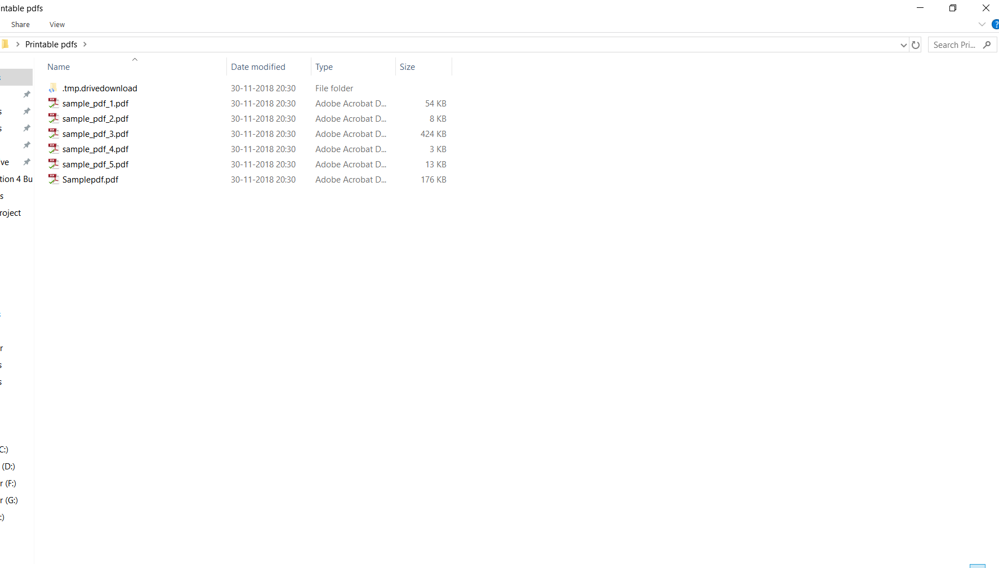 ntable pdfs
Share View
Printable pdfs
Search Pri...
Name Date modified Type Size
.tmp.drivedownload 30-11-2018 20:30 File folder
sample_pdf_1.pdf 30-11-2018 20:30 Adobe Acrobat D... 54 KB
sample_pdf_2.pdf 30-11-2018 20:30 Adobe Acrobat D... 8 KB
sample_pdf_3.pdf 30-11-2018 20:30 Adobe Acrobat D... 424 KB
sample_pdf_4.pdf 30-11-2018 20:30 Adobe Acrobat D... 3 KB
sample_pdf_5.pdf 30-11-2018 20:30 Adobe Acrobat D... 13 KB
Samplepdf.pdf 30-11-2018 20:30 Adobe Acrobat D... 176 KB
s
s
ve
tion 4 Bu
s
roject
r
s
s
C:)
(D:)
r (F:)
r (G:)
:)